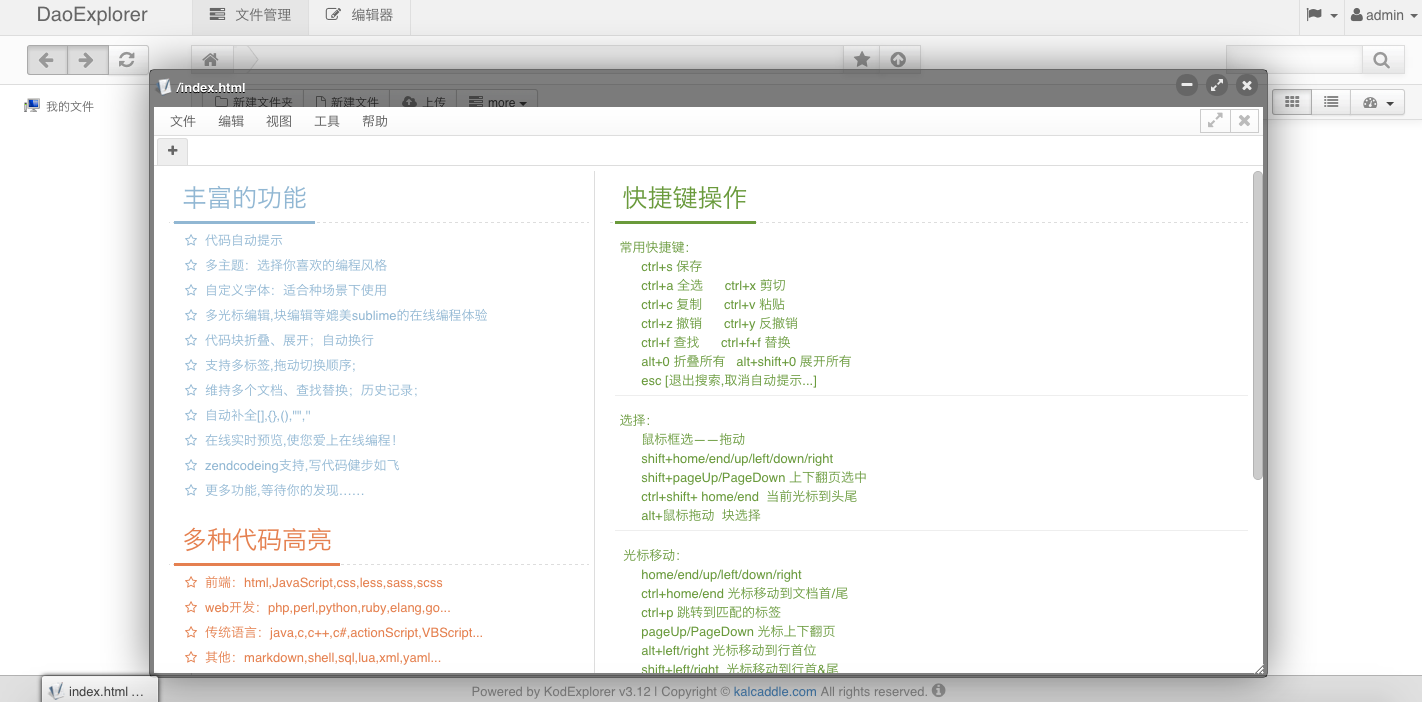 DaoExplorer
文件管理
编辑器
admin
/index.html
新建文件夹
新建文件
上传
more
我的文件
文件
编辑
视图
工具
帮助
丰富的功能
代码自动提示
多主题：选择你喜欢的编程风格
自定义字体：适合种场景下使用
多光标编辑,块编辑等媲美sublime的在线编程体验
代码块折叠、展开；自动换行
支持多标签,拖动切换顺序;
维持多个文档、查找替换；历史记录；
自动补全[],{},(),"",''
在线实时预览,使您爱上在线编程！
zendcodeing支持,写代码健步如飞
更多功能,等待你的发现……
多种代码高亮
前端：html,JavaScript,css,less,sass,scss
web开发：php,perl,python,ruby,elang,go...
传统语言：java,c,c++,c#,actionScript,VBScript...
其他：markdown,shell,sql,lua,xml,yaml...
快捷键操作
常用快捷键：
ctrl+s 保存
ctrl+a 全选 ctrl+x 剪切
ctrl+c 复制 ctrl+v 粘贴
ctrl+z 撤销 ctrl+y 反撤销
ctrl+f 查找 ctrl+f+f 替换
alt+0 折叠所有 alt+shift+0 展开所有
esc [退出搜索,取消自动提示...]
选择：
鼠标框选——拖动
shift+home/end/up/left/down/right
shift+pageUp/PageDown 上下翻页选中
ctrl+shift+ home/end 当前光标到头尾
alt+鼠标拖动 块选择
光标移动：
home/end/up/left/down/right
ctrl+home/end 光标移动到文档首/尾
ctrl+p 跳转到匹配的标签
pageUp/PageDown 光标上下翻页
alt+left/right 光标移动到行首位
shift+left/right 光标移动到行首&尾
index.html ...
Powered by KodExplorer v3.12 | Copyright © kalcaddle.com All rights reserved.